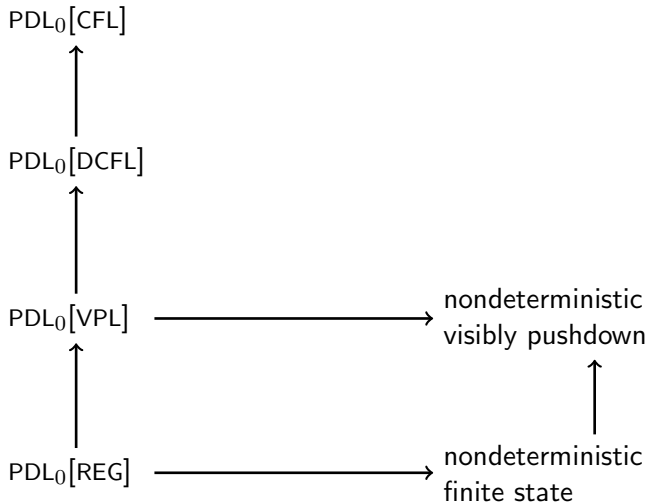 PDL₀[CFL]
PDL₀[DCFL]
PDL₀[VPL]
nondeterministic
visibly pushdown
PDL₀[REG]
nondeterministic
finite state